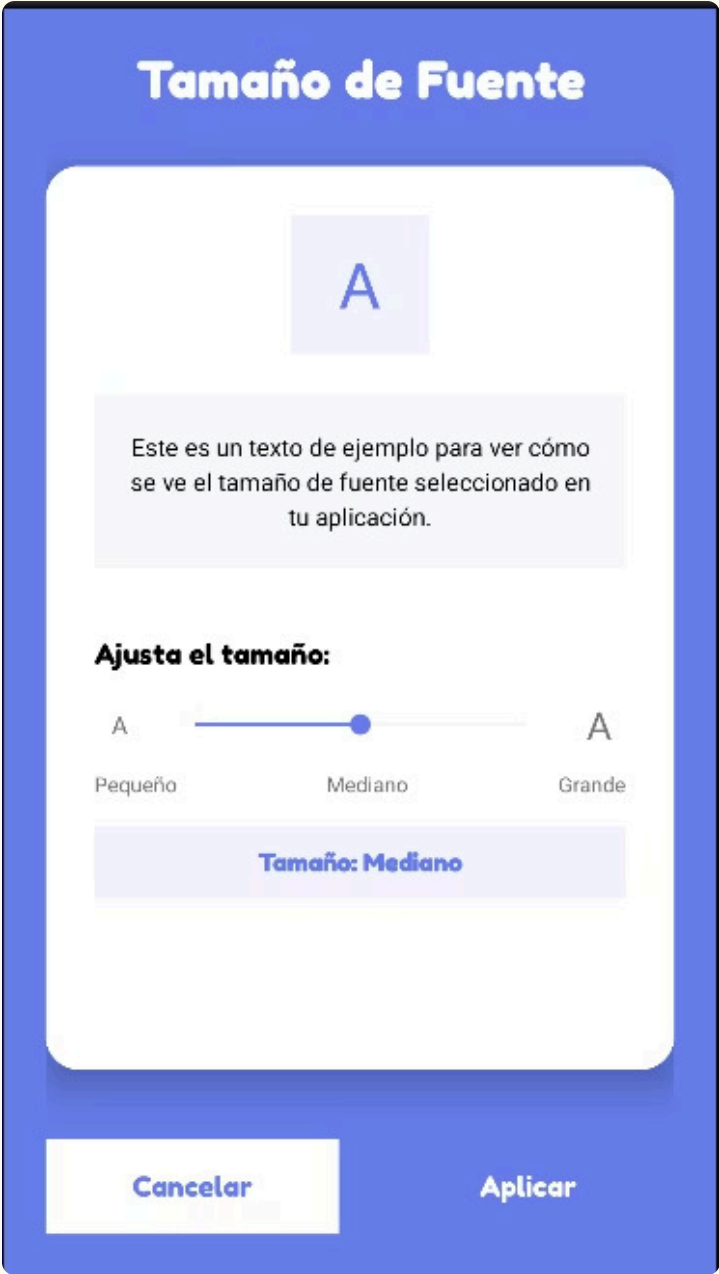 Tamaño de Fuente
A
Este es un texto de ejemplo para ver cómo
se ve el tamaño de fuente seleccionado en
tu aplicación.
Ajusta el tamaño:
A A
Pequeño Mediano Grande
Tamaño: Mediano
Cancelar Aplicar